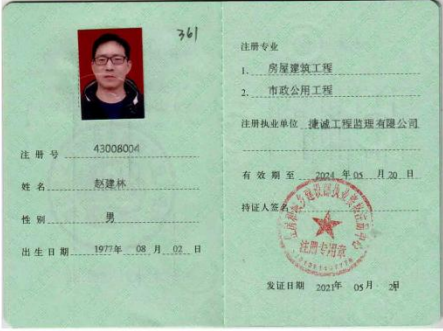 361
注册号 43008004
姓名 赵建林
性别 男
出生日期 1977年 08月 02日
注册专业
1. 房屋建筑工程
2. 市政公用工程
注册执业单位 捷诚工程监理有限公司
有效期至 2024年 05月 20日
持证人签名
注册专用章
发证日期 2021年 05月 21